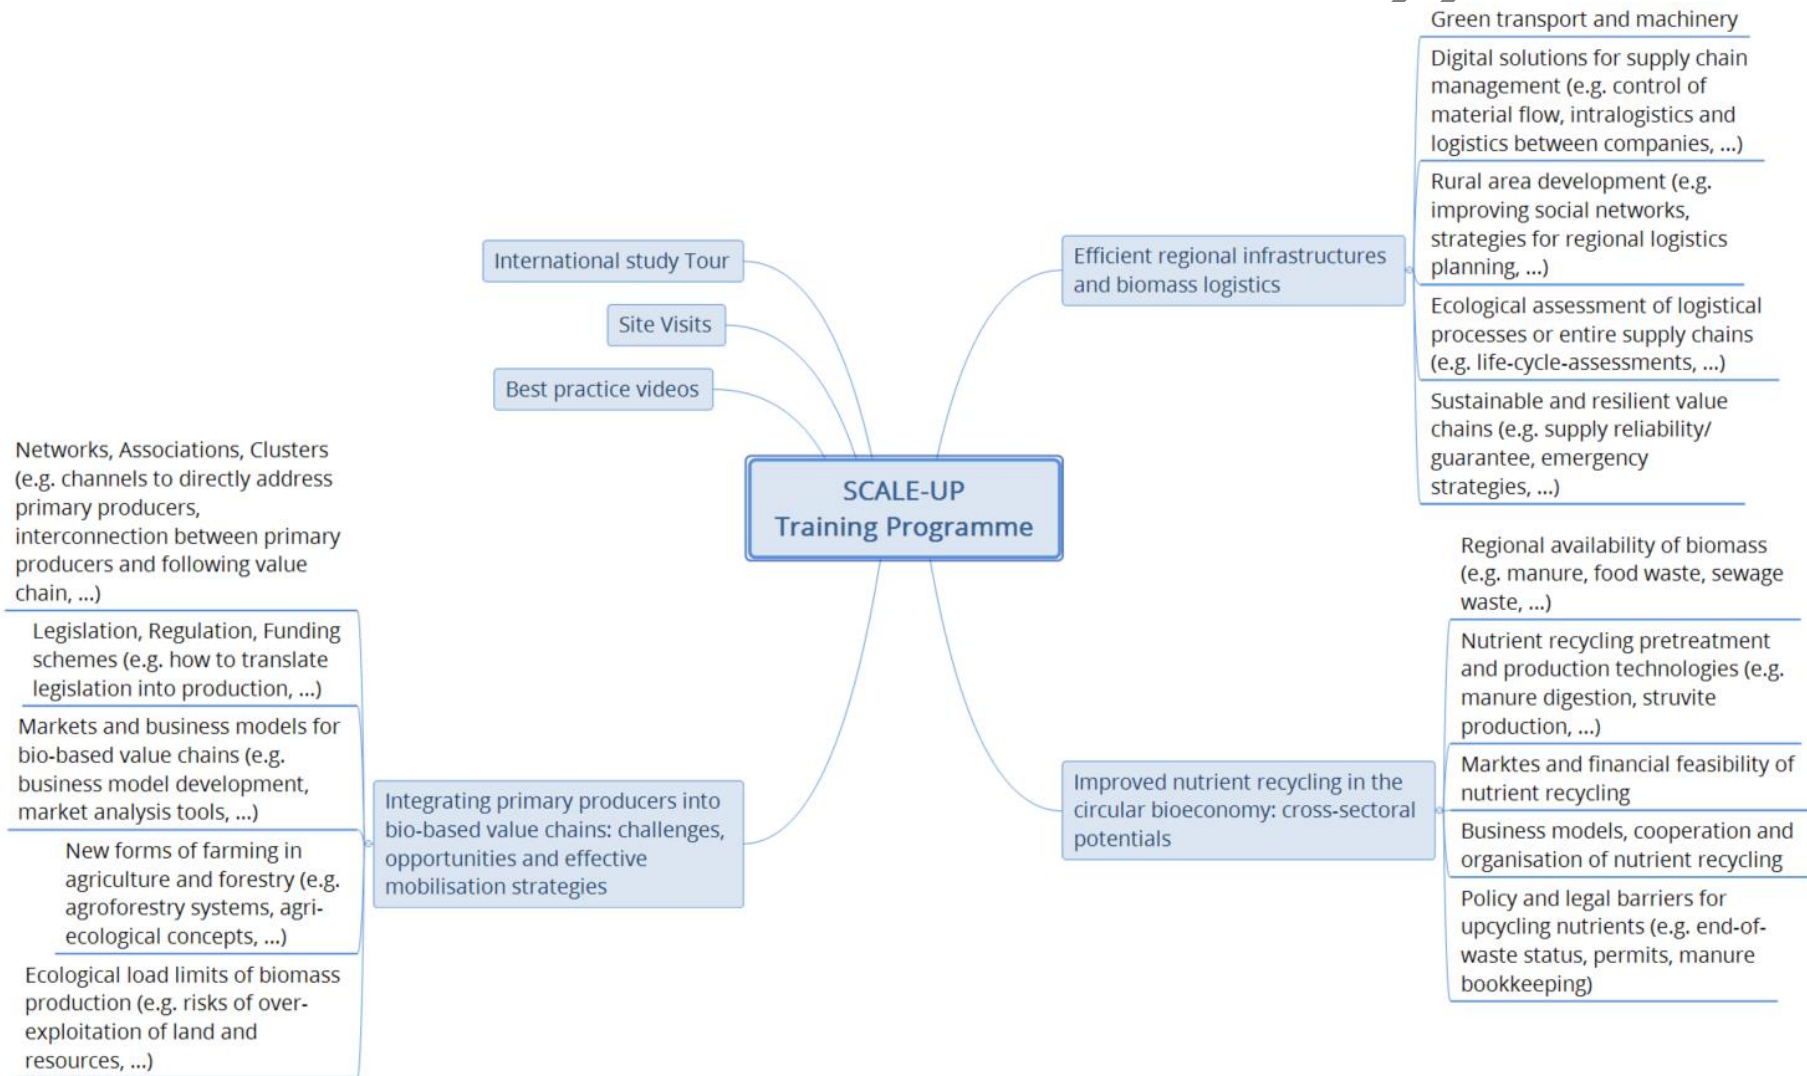 Green transport and machinery
Digital solutions for supply chain
management (e.g. control of
material flow, intralogistics and
logistics between companies, ...)
Rural area development (e.g.
improving social networks,
strategies for regional logistics
planning, ...)
Ecological assessment of logistical
processes or entire supply chains
(e.g. life-cycle-assessments, ...)
Sustainable and resilient value
chains (e.g. supply reliability/
guarantee, emergency
strategies, ...)
Efficient regional infrastructures
and biomass logistics
International study Tour
Site Visits
Best practice videos
SCALE-UP
Training Programme
Networks, Associations, Clusters
(e.g. channels to directly address
primary producers,
interconnection between primary
producers and following value
chain, ...)
Legislation, Regulation, Funding
schemes (e.g. how to translate
legislation into production, ...)
Markets and business models for
bio-based value chains (e.g.
business model development,
market analysis tools, ...)
New forms of farming in
agriculture and forestry (e.g.
agroforestry systems, agri-
ecological concepts, ...)
Ecological load limits of biomass
production (e.g. risks of over-
exploitation of land and
resources, ...)
Integrating primary producers into
bio-based value chains: challenges,
opportunities and effective
mobilisation strategies
Improved nutrient recycling in the
circular bioeconomy: cross-sectoral
potentials
Regional availability of biomass
(e.g. manure, food waste, sewage
waste, ...)
Nutrient recycling pretreatment
and production technologies (e.g.
manure digestion, struvite
production, ...)
Marktes and financial feasibility of
nutrient recycling
Business models, cooperation and
organisation of nutrient recycling
Policy and legal barriers for
upcycling nutrients (e.g. end-of-
waste status, permits, manure
bookkeeping)